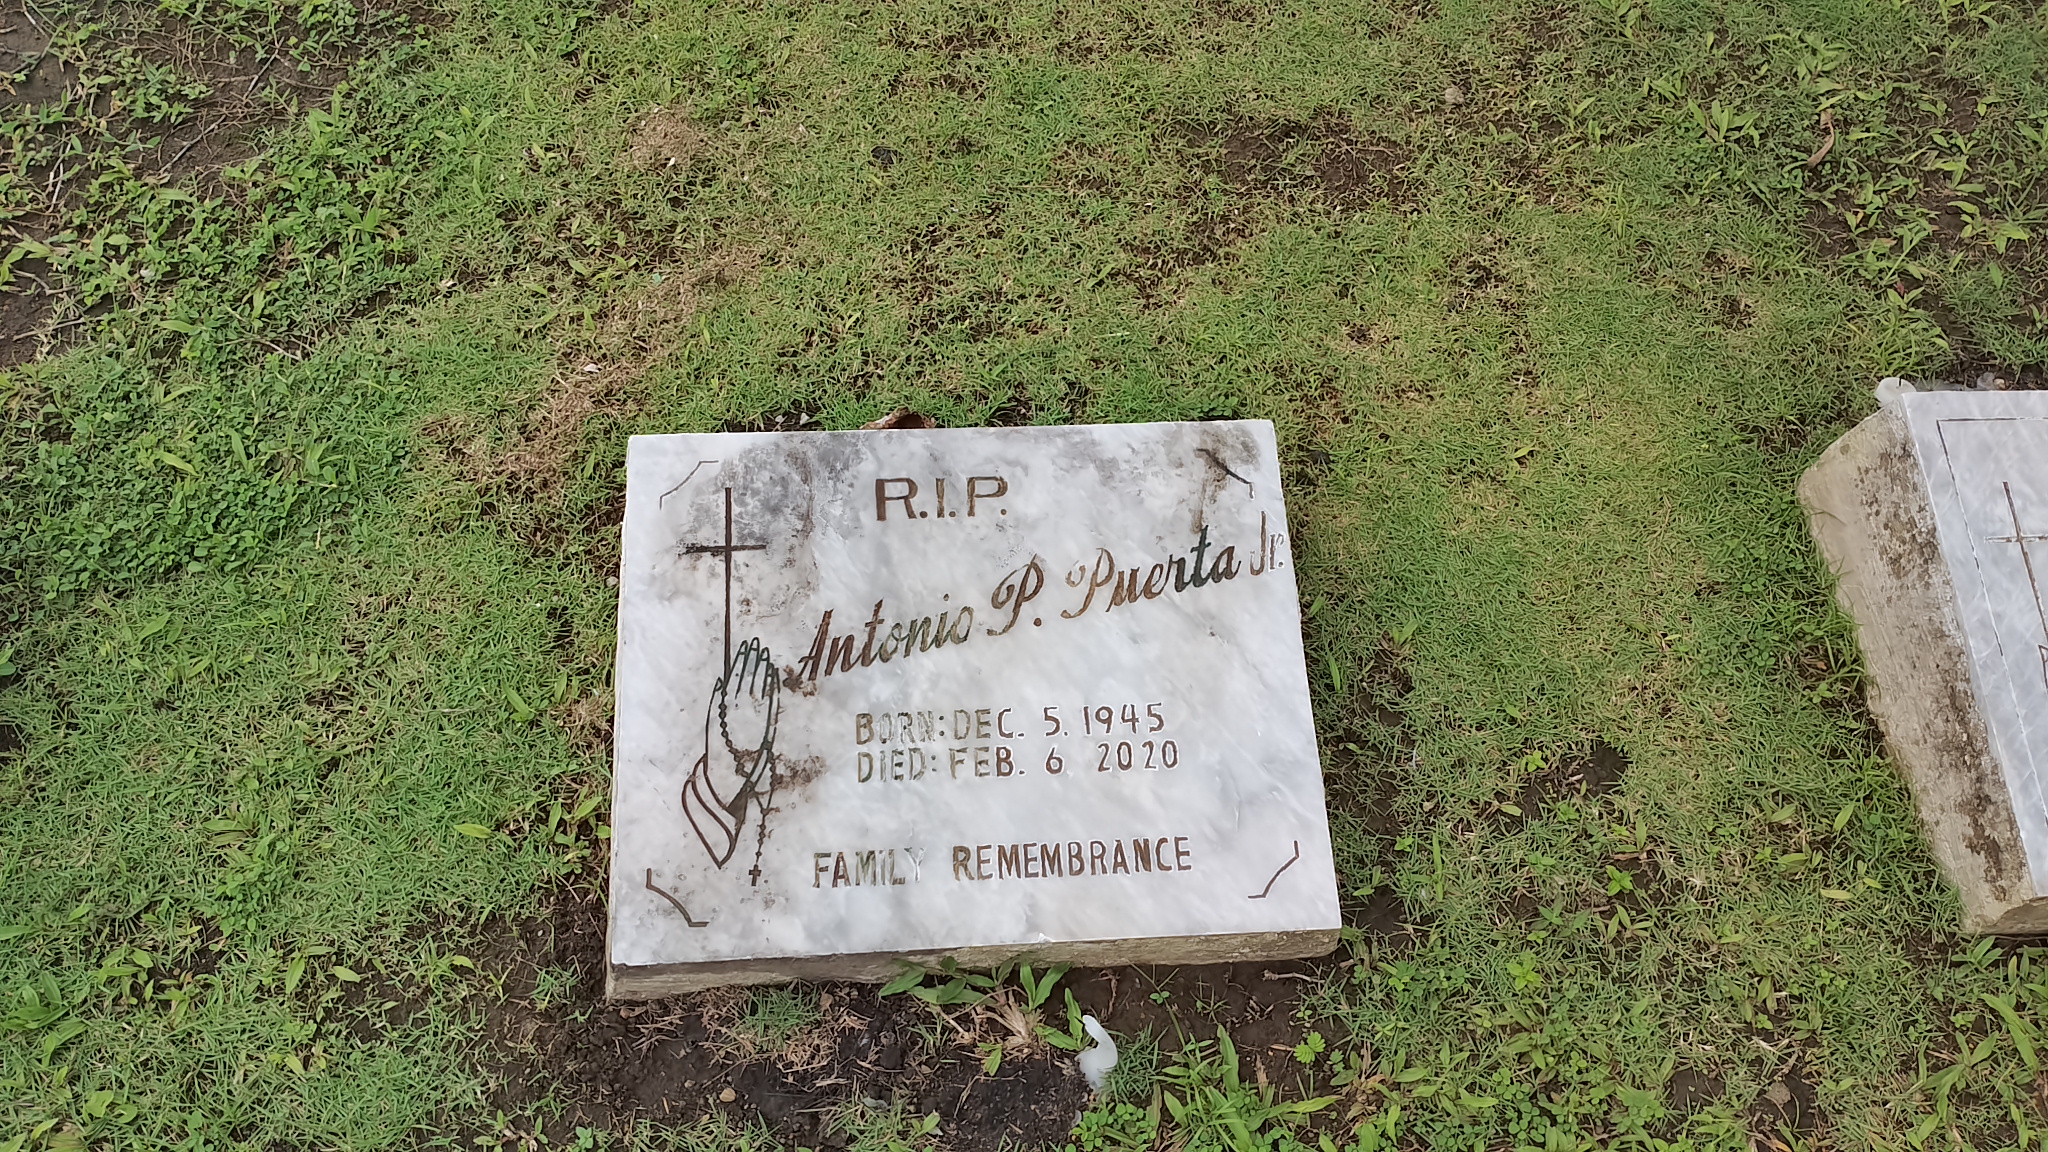 R.I.P.
Antonio P. Puerta Jr.
BORN: DEC. 5. 1945
DIED: FEB. 6 2020
FAMILY REMEMBRANCE